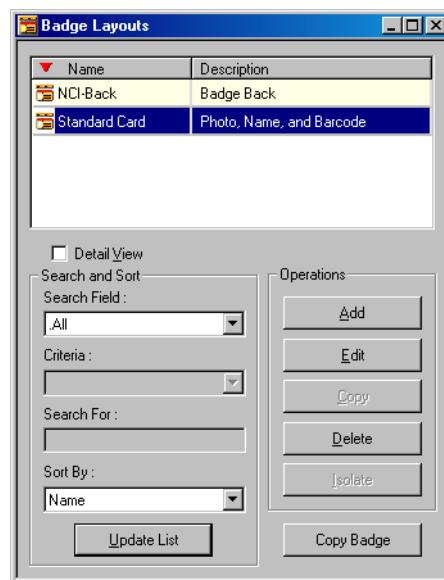 Badge Layouts
Name Description
NCI-Back Badge Back
Standard Card Photo, Name, and Barcode
Detail View
Search and Sort
Search Field :
.All
Criteria :
Search For :
Sort By :
Name
Update List
Operations
Add
Edit
Copy
Delete
Isolate
Copy Badge